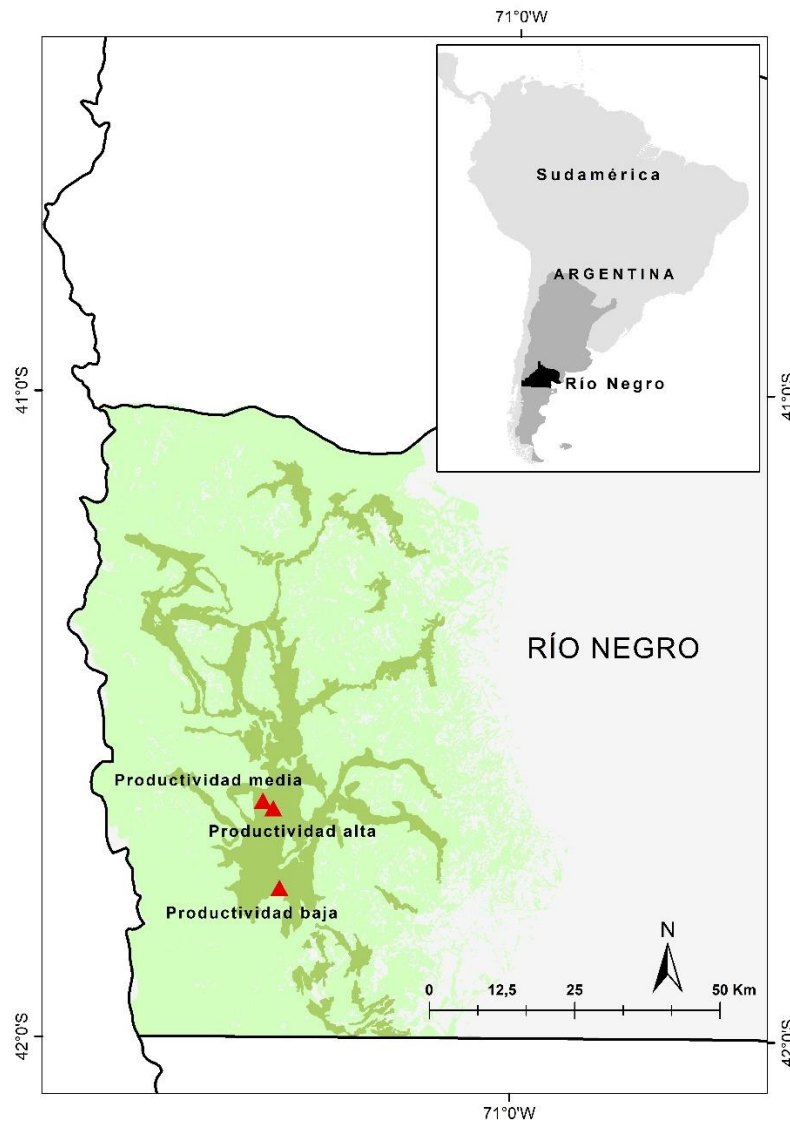 71°0'W
Sudamérica
ARGENTINA
Río Negro
41°0'S
41°0'S
RÍO NEGRO
Productividad media
Productividad alta
Productividad baja
N
0 12,5 25 50 Km
42°0'S
42°0'S
71°0'W